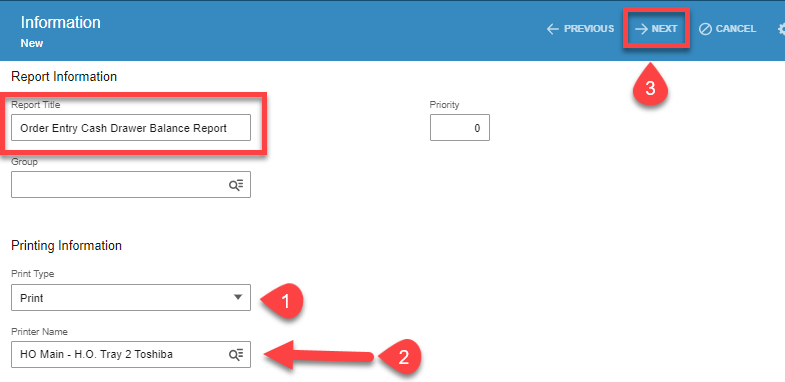 Information
New
PREVIOUS
NEXT
CANCEL
3
Report Information
Report Title
Priority
Order Entry Cash Drawer Balance Report
0
Group
Printing Information
Print Type
Print
1
Printer Name
HO Main - H.O. Tray 2 Toshiba
2